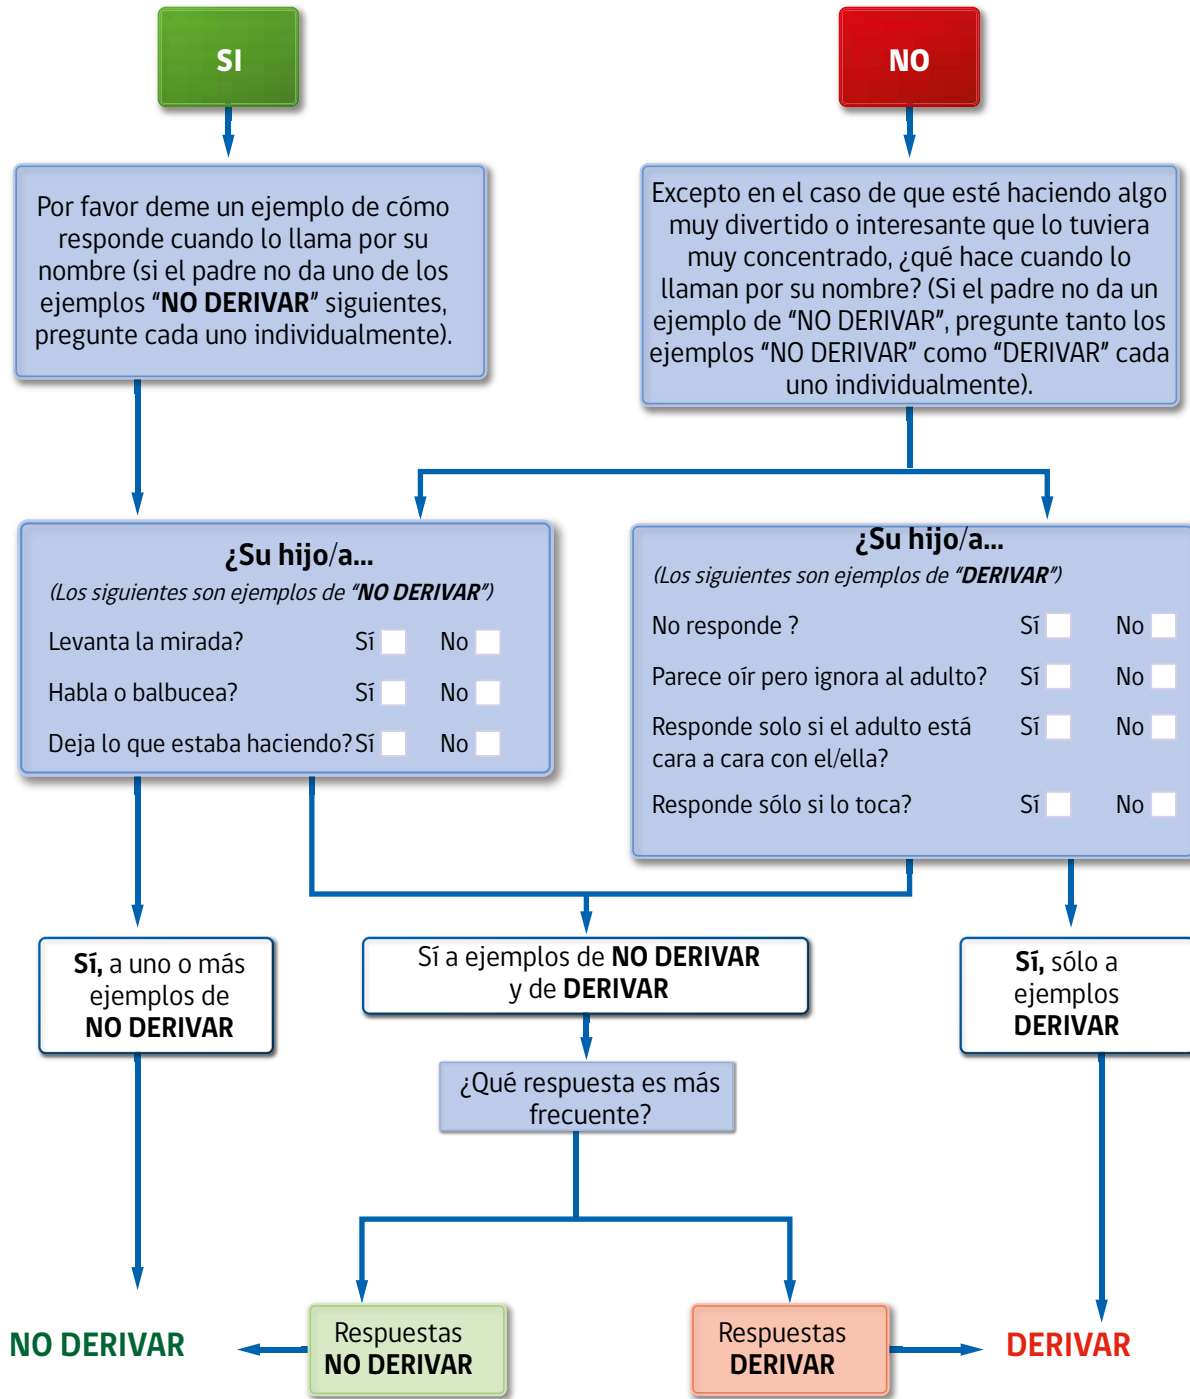 SI
NO
Por favor deme un ejemplo de cómo
responde cuando lo llama por su
nombre (si el padre no da uno de los
ejemplos “NO DERIVAR” siguientes,
pregunte cada uno individualmente).
Excepto en el caso de que esté haciendo algo
muy divertido o interesante que lo tuviera
muy concentrado, ¿qué hace cuando lo
llaman por su nombre? (Si el padre no da un
ejemplo de “NO DERIVAR”, pregunte tanto los
ejemplos “NO DERIVAR” como “DERIVAR” cada
uno individualmente).
¿Su hijo/a...
(Los siguientes son ejemplos de “NO DERIVAR”)
Levanta la mirada? Sí No
Habla o balbucea? Sí No
Deja lo que estaba haciendo? Sí No
¿Su hijo/a...
(Los siguientes son ejemplos de “DERIVAR”)
No responde ? Sí No
Parece oír pero ignora al adulto? Sí No
Responde solo si el adulto está Sí No
cara a cara con el/ella?
Responde sólo si lo toca? Sí No
Sí, a uno o más
ejemplos de
NO DERIVAR
Sí a ejemplos de NO DERIVAR
y de DERIVAR
Sí, sólo a
ejemplos
DERIVAR
¿Qué respuesta es más
frecuente?
NO DERIVAR
Respuestas
NO DERIVAR
Respuestas
DERIVAR
DERIVAR